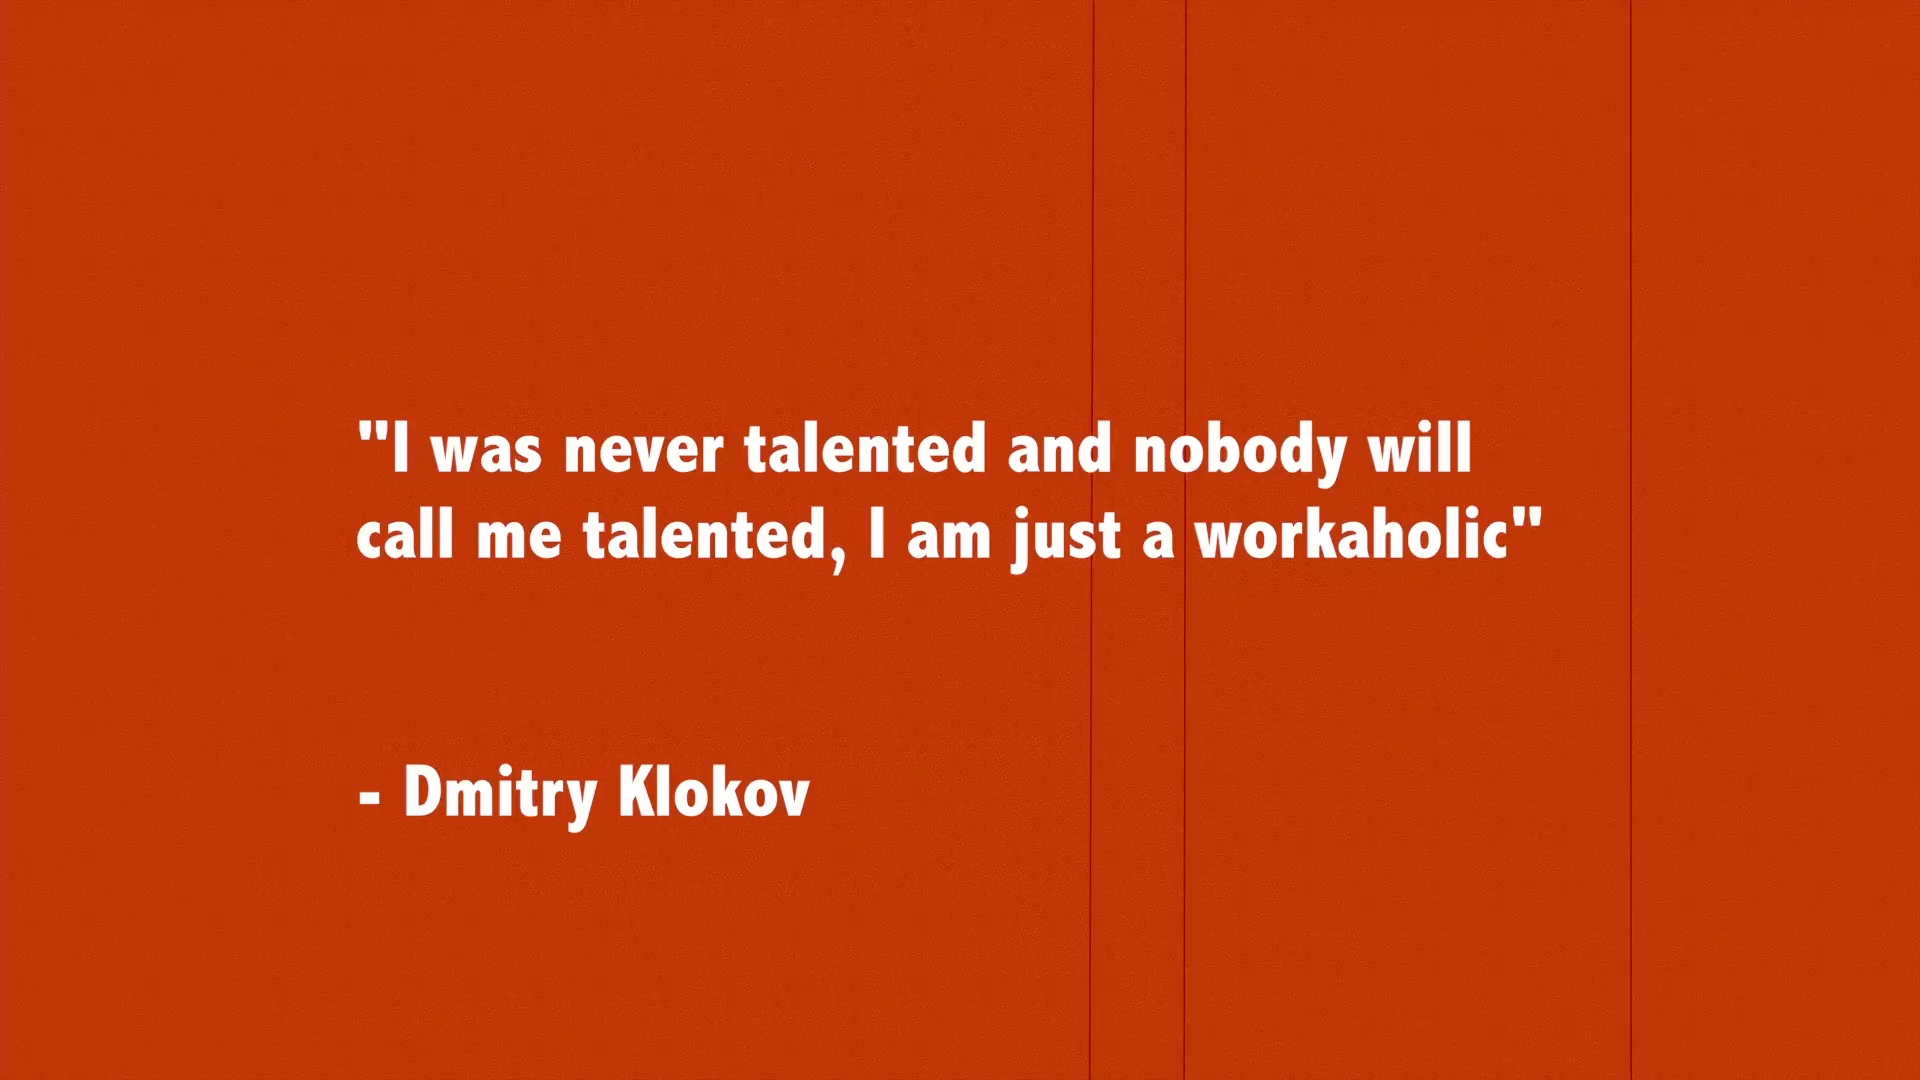 "I was never talented and nobody will
call me talented, I am just a workaholic"
- Dmitry Klokov